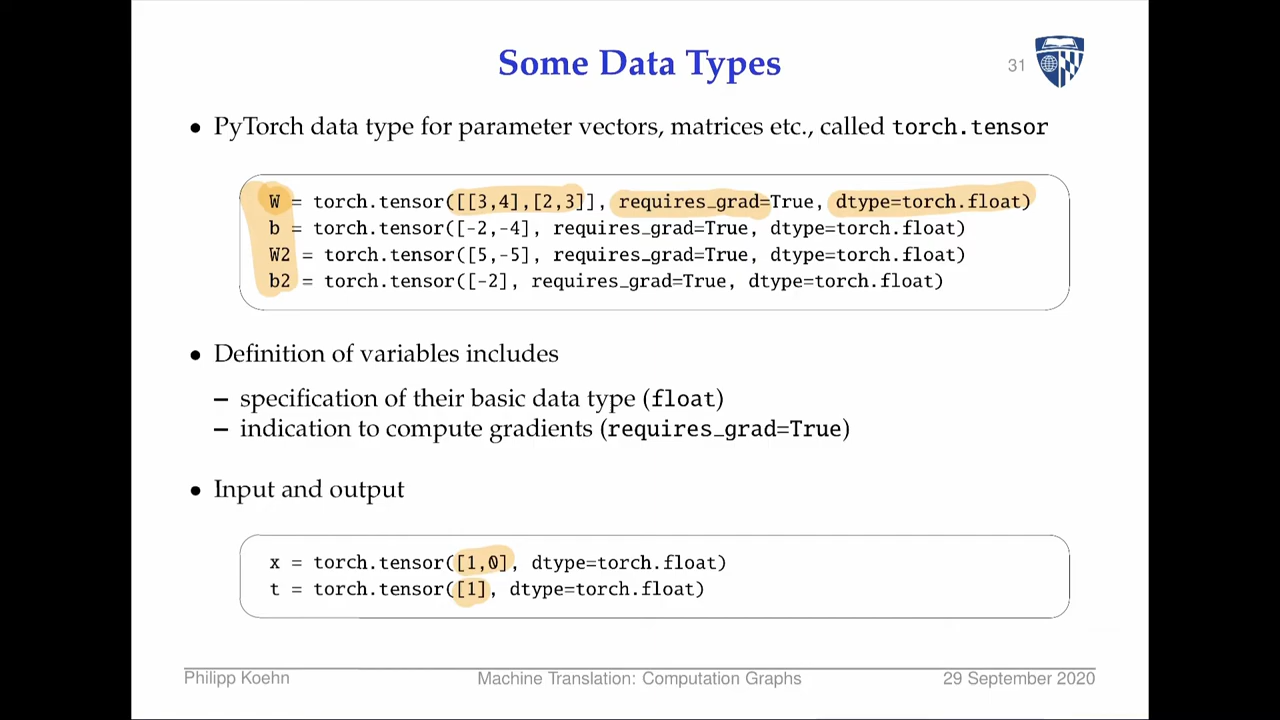 Some Data Types
31
• PyTorch data type for parameter vectors, matrices etc., called torch.tensor
W = torch.tensor([[3,4],[2,3]], requires_grad=True, dtype=torch.float)
b = torch.tensor([-2,-4], requires_grad=True, dtype=torch.float)
W2 = torch.tensor([5,-5], requires_grad=True, dtype=torch.float)
b2 = torch.tensor([-2], requires_grad=True, dtype=torch.float)
• Definition of variables includes
– specification of their basic data type (float)
– indication to compute gradients (requires_grad=True)
• Input and output
x = torch.tensor([1,0], dtype=torch.float)
t = torch.tensor([1], dtype=torch.float)
Philipp Koehn
Machine Translation: Computation Graphs
29 September 2020